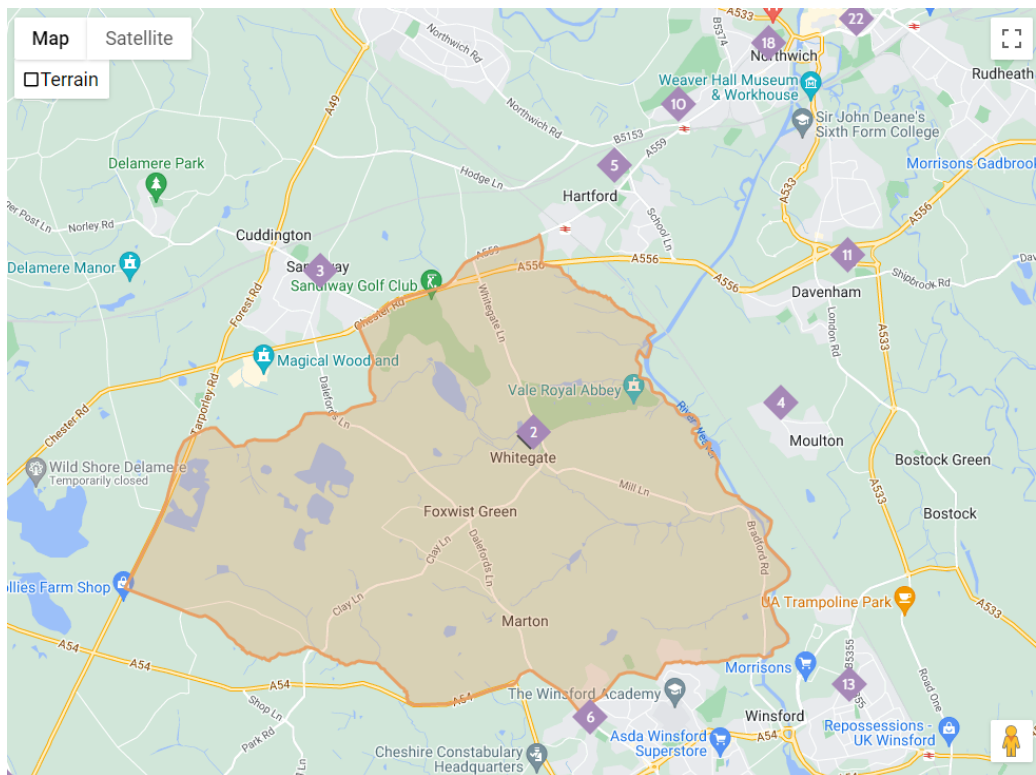 Map
Satellite
Terrain
A533
22
18
Northwich
B5374
Northwich Rd
A49
Weaver Hall Museum
& Workhouse
Rudheath
10
Northwich Rd
B5153
A559
Sir John Deane's
Sixth Form College
Delamere Park
Hodge Ln
5
Morrisons Gadbrook
Hartford
A533
A556
School Ln
Norley Rd
Cuddington
A559
Delamere Manor
3
A556
A556
A556
11
Shipbrook Rd
Sandiway Golf Club
Davenham
Forest Rd
Chester Rd
Whitegate Ln
London Rd
A533
Magical Woodland
Dalefords Ln
Tarporley Rd
Vale Royal Abbey
4
Chester Rd
2
Moulton
Whitegate
Bostock Green
Wild Shore Delamere
Temporarily closed
Mill Ln
A533
Foxwist Green
Bostock
Clay Ln
Dalefords Ln
Bradford Rd
ollies Farm Shop
Clay Ln
UA Trampoline Park
A533
Marton
A54
A54
Morrisons
B5355
A54
A54
The Winsford Academy
13
Road One
Shop Ln
6
Winsford
Park Rd
Asda Winsford
Superstore
A54
Repossessions -
UK Winsford
Cheshire Constabulary
Headquarters